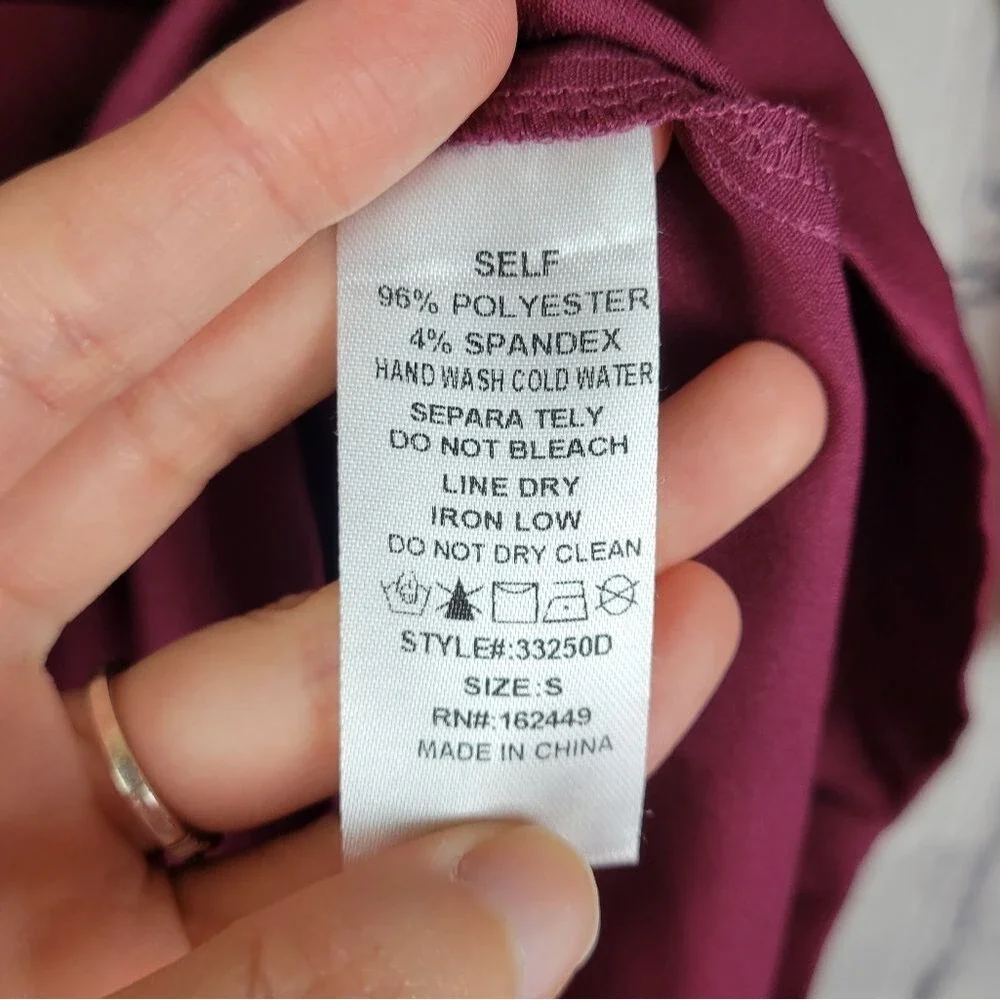 SELF
96% POLYESTER
4% SPANDEX
HAND WASH COLD WATER
SEPARA TELY
DO NOT BLEACH
LINE DRY
IRON LOW
DO NOT DRY CLEAN
STYLE#:33250D
SIZE:S
RN#:162449
MADE IN CHINA